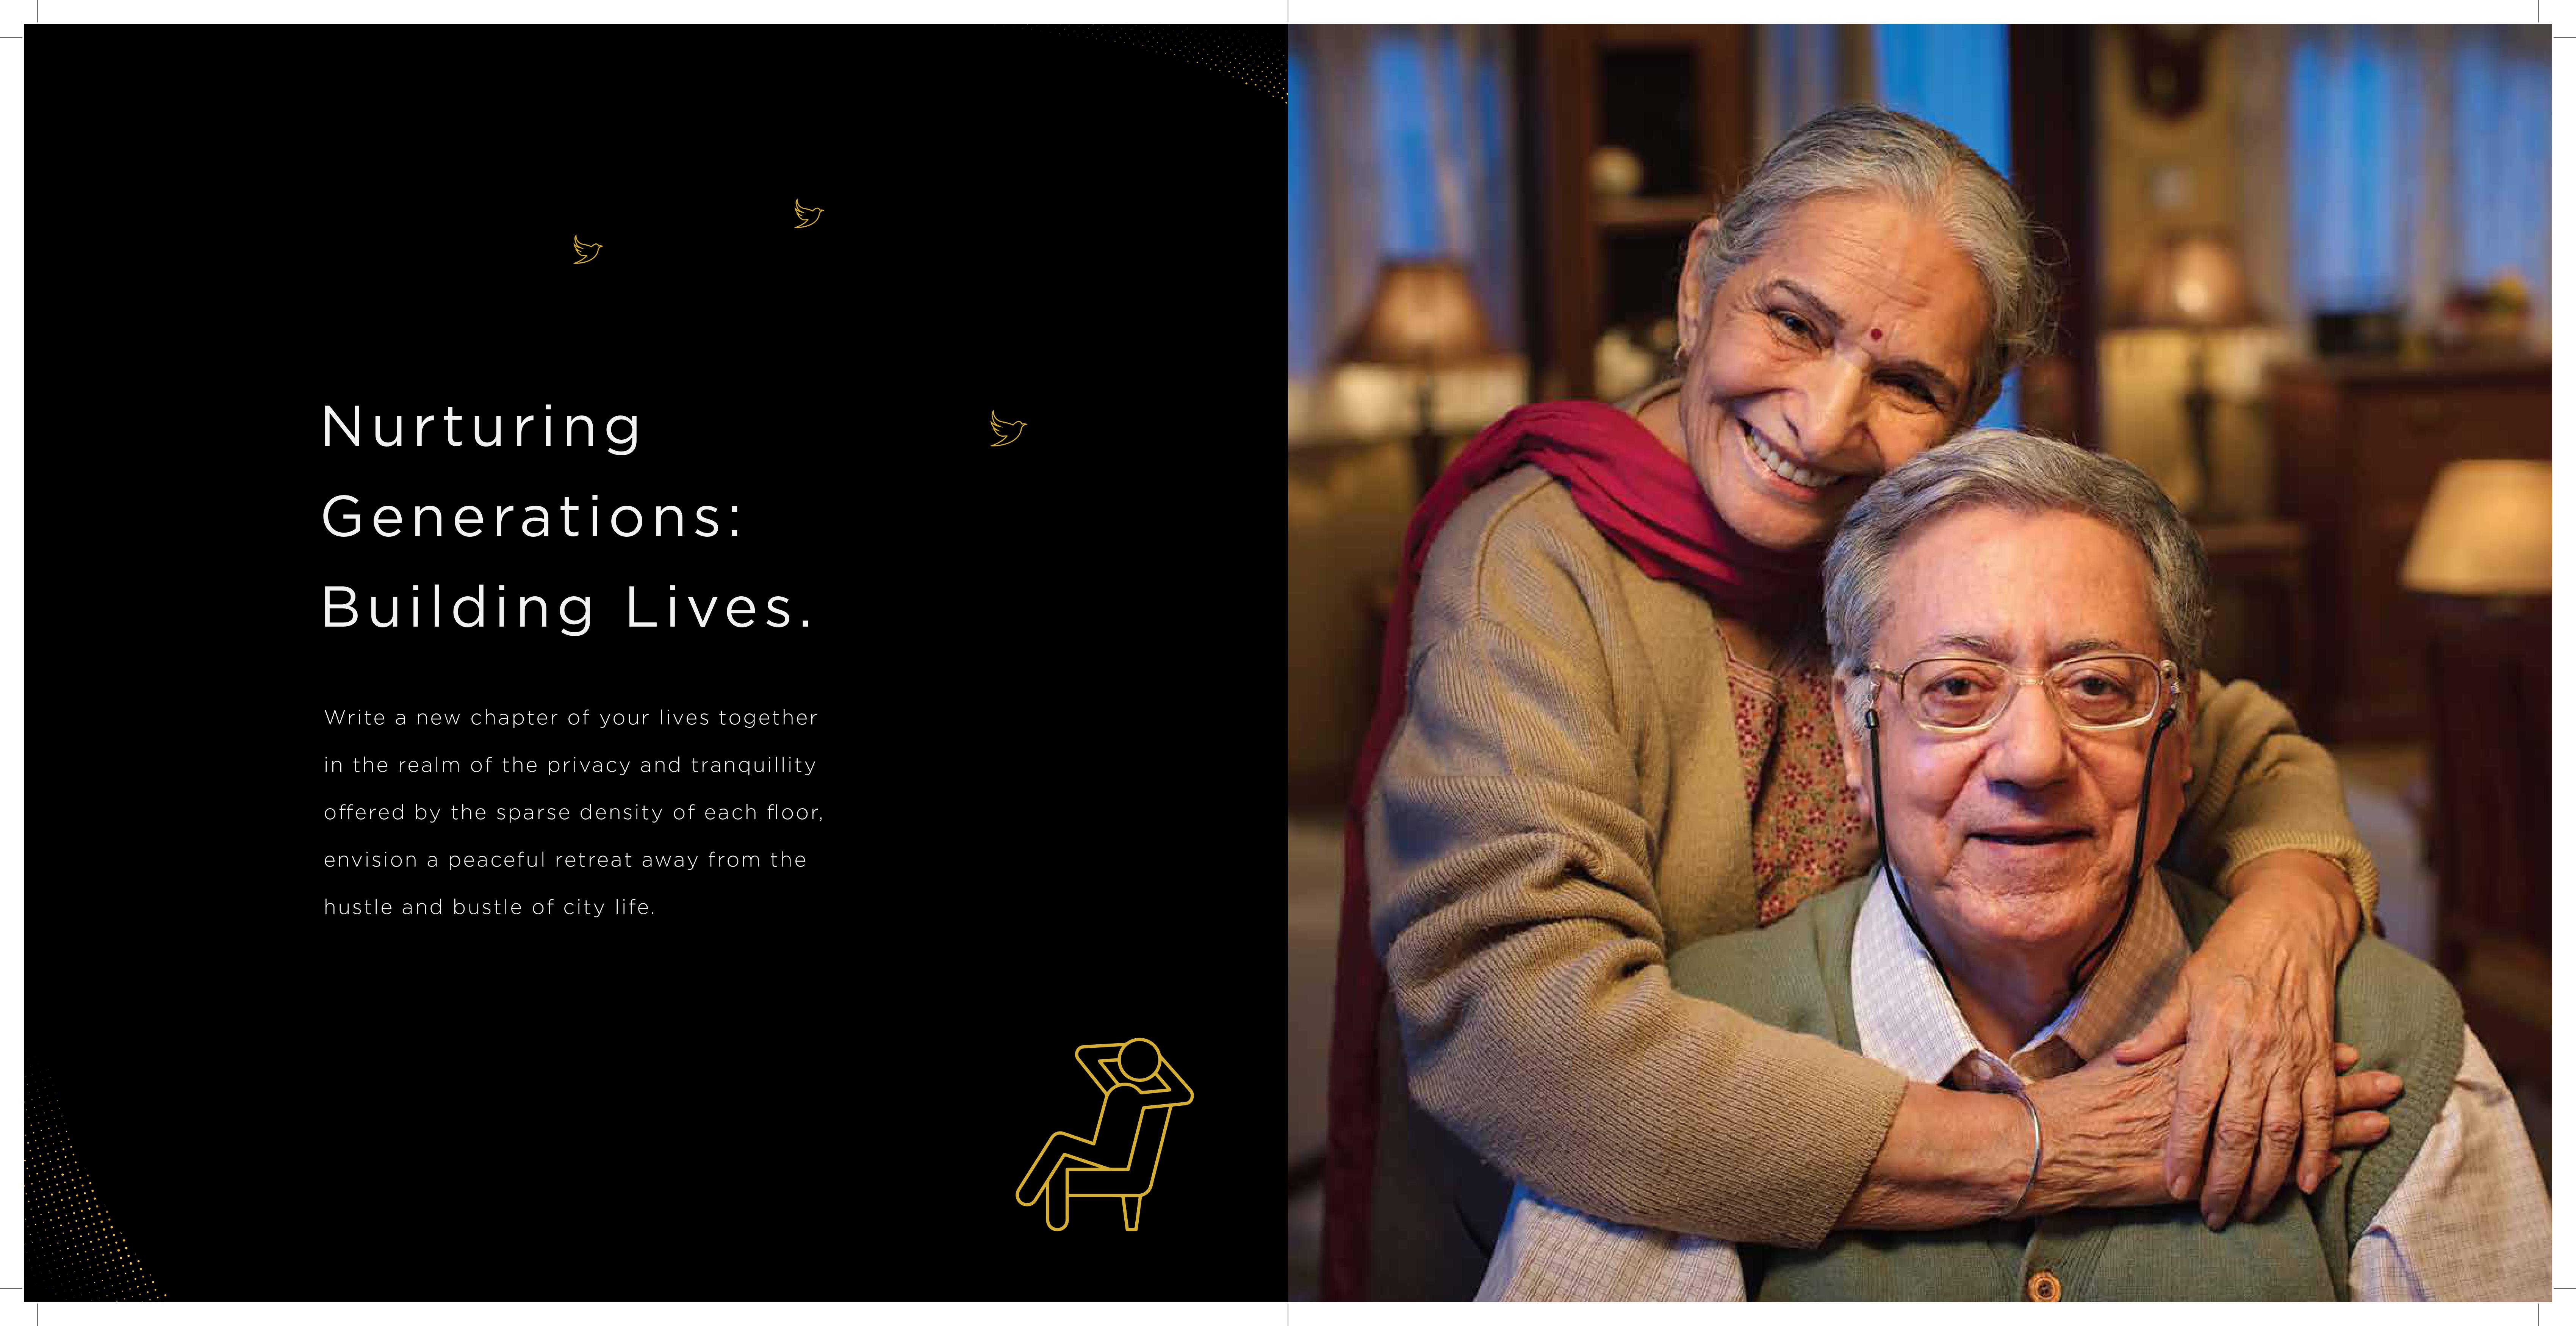 Nurturing
Generations:
Building Lives.
Write a new chapter of your lives together
in the realm of the privacy and tranquillity
offered by the sparse density of each floor,
envision a peaceful retreat away from the
hustle and bustle of city life.